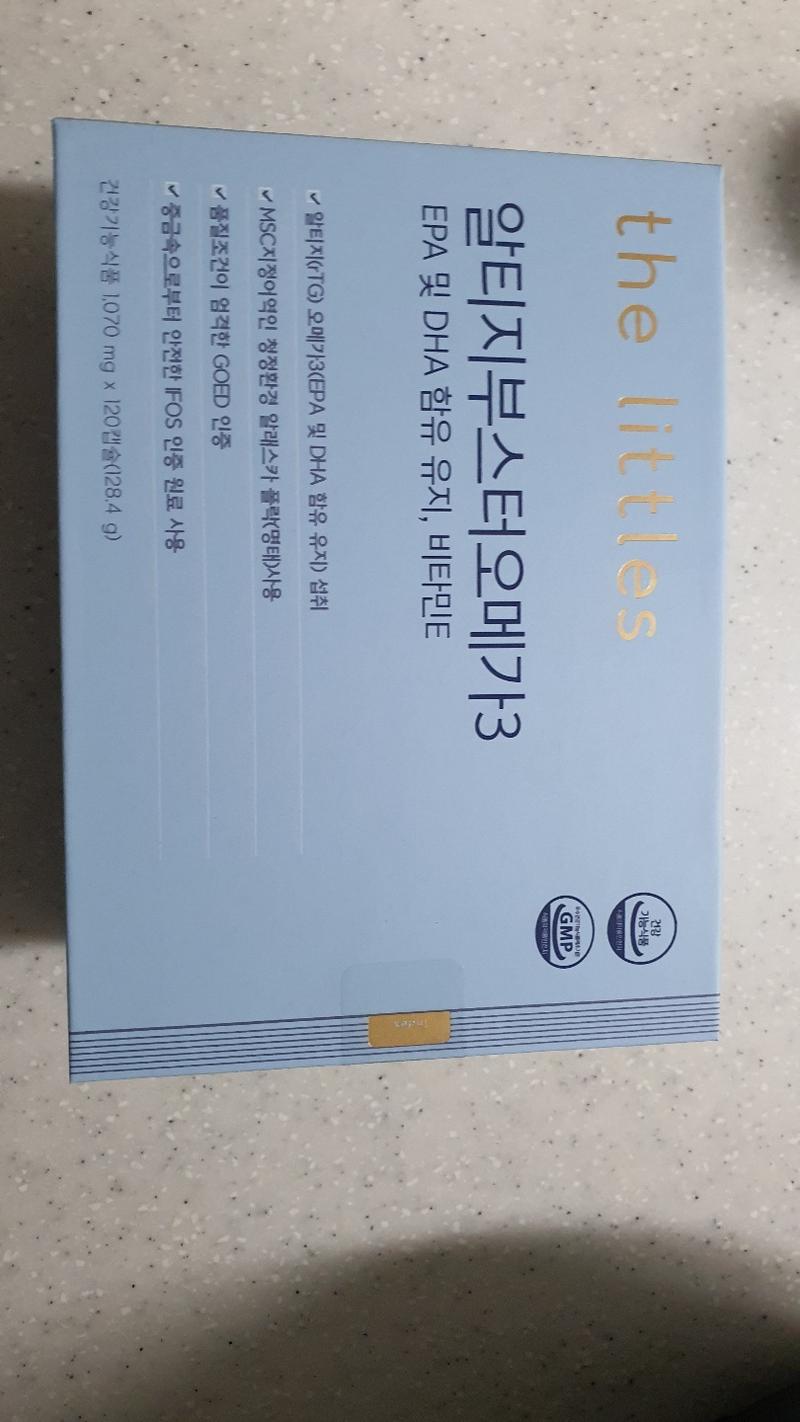 the littles
알티지부스터오메가3
EPA 및 DHA 함유 유지, 비타민E
✔ 알티지(rTG) 오메가3(EPA 및 DHA 함유 유지) 섭취
✔ MSC지정어역인 청정환경 알래스카 폴락(명태)사용
✔ 품질조건이 엄격한 GOED 인증
✔ 중금속으로부터 안전한 IFOS 인증 원료 사용
건강기능식품 1,070 mg x 120캡슐(128.4 g)
건강
기능식품
GMP
index